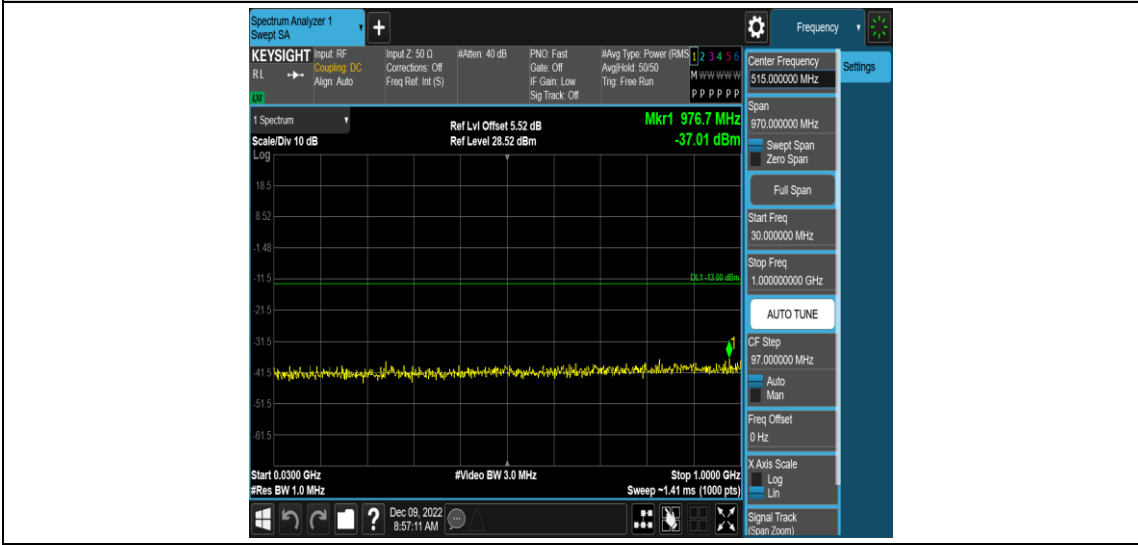 Spectrum Analyzer 1
Swept SA
+
Frequency
KEYSIGHT
RL
LM
Input: RF
Coupling: DC
Align: Auto
Input Z: 50 Ω
Corrections: Off
Freq Ref: Int (S)
#Atten: 40 dB
PNO: Fast
Gate: Off
IF Gain: Low
Sig Track: Off
#Avg Type: Power (RMS
Avg|Hold: 50/50
Trig: Free Run
1 2 3 4 5 6
M W W W W W
P P P P P P
1 Spectrum
Scale/Div 10 dB
Log
Ref Lvl Offset 5.52 dB
Ref Level 28.52 dBm
Mkr1 976.7 MHz
-37.01 dBm
18.5
8.52
-1.48
-11.5
DL1 -13.00 dBm
-21.5
-31.5
1
-41.5
-51.5
-61.5
Start 0.0300 GHz
#Res BW 1.0 MHz
#Video BW 3.0 MHz
Stop 1.0000 GHz
Sweep ~1.41 ms (1000 pts)
?
Dec 09, 2022
8:57:11 AM
Center Frequency
515.000000 MHz
Settings
Span
970.000000 MHz
Swept Span
Zero Span
Full Span
Start Freq
30.000000 MHz
Stop Freq
1.000000000 GHz
AUTO TUNE
CF Step
97.000000 MHz
Auto
Man
Freq Offset
0 Hz
X Axis Scale
Log
Lin
Signal Track
(Span Zoom)